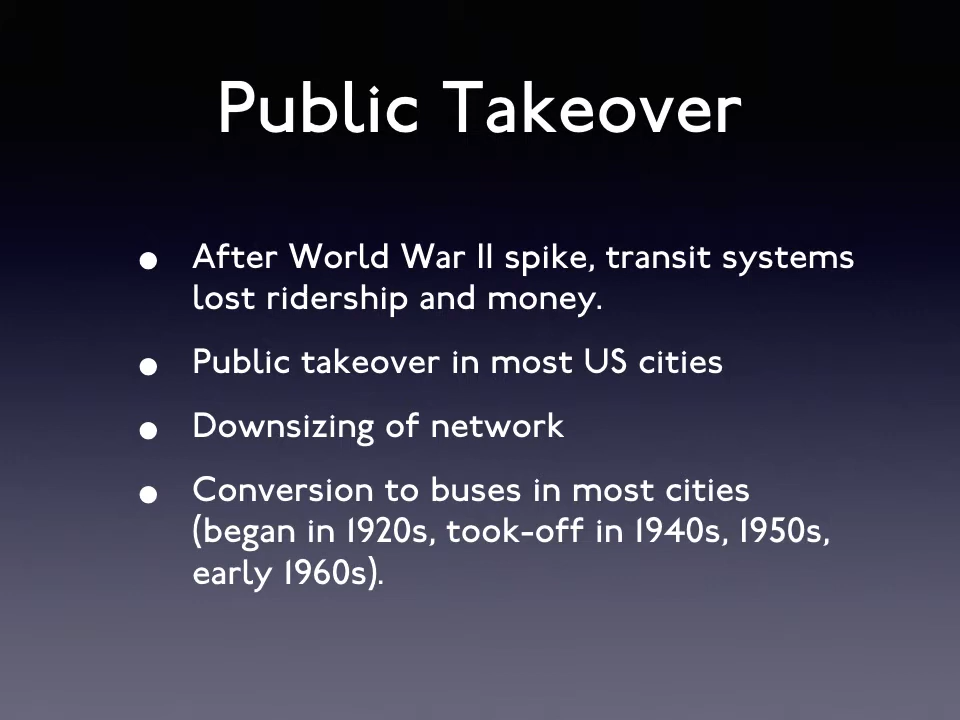 Public Takeover
• After World War II spike, transit systems
lost ridership and money.
• Public takeover in most US cities
• Downsizing of network
• Conversion to buses in most cities
(began in 1920s, took-off in 1940s, 1950s,
early 1960s).